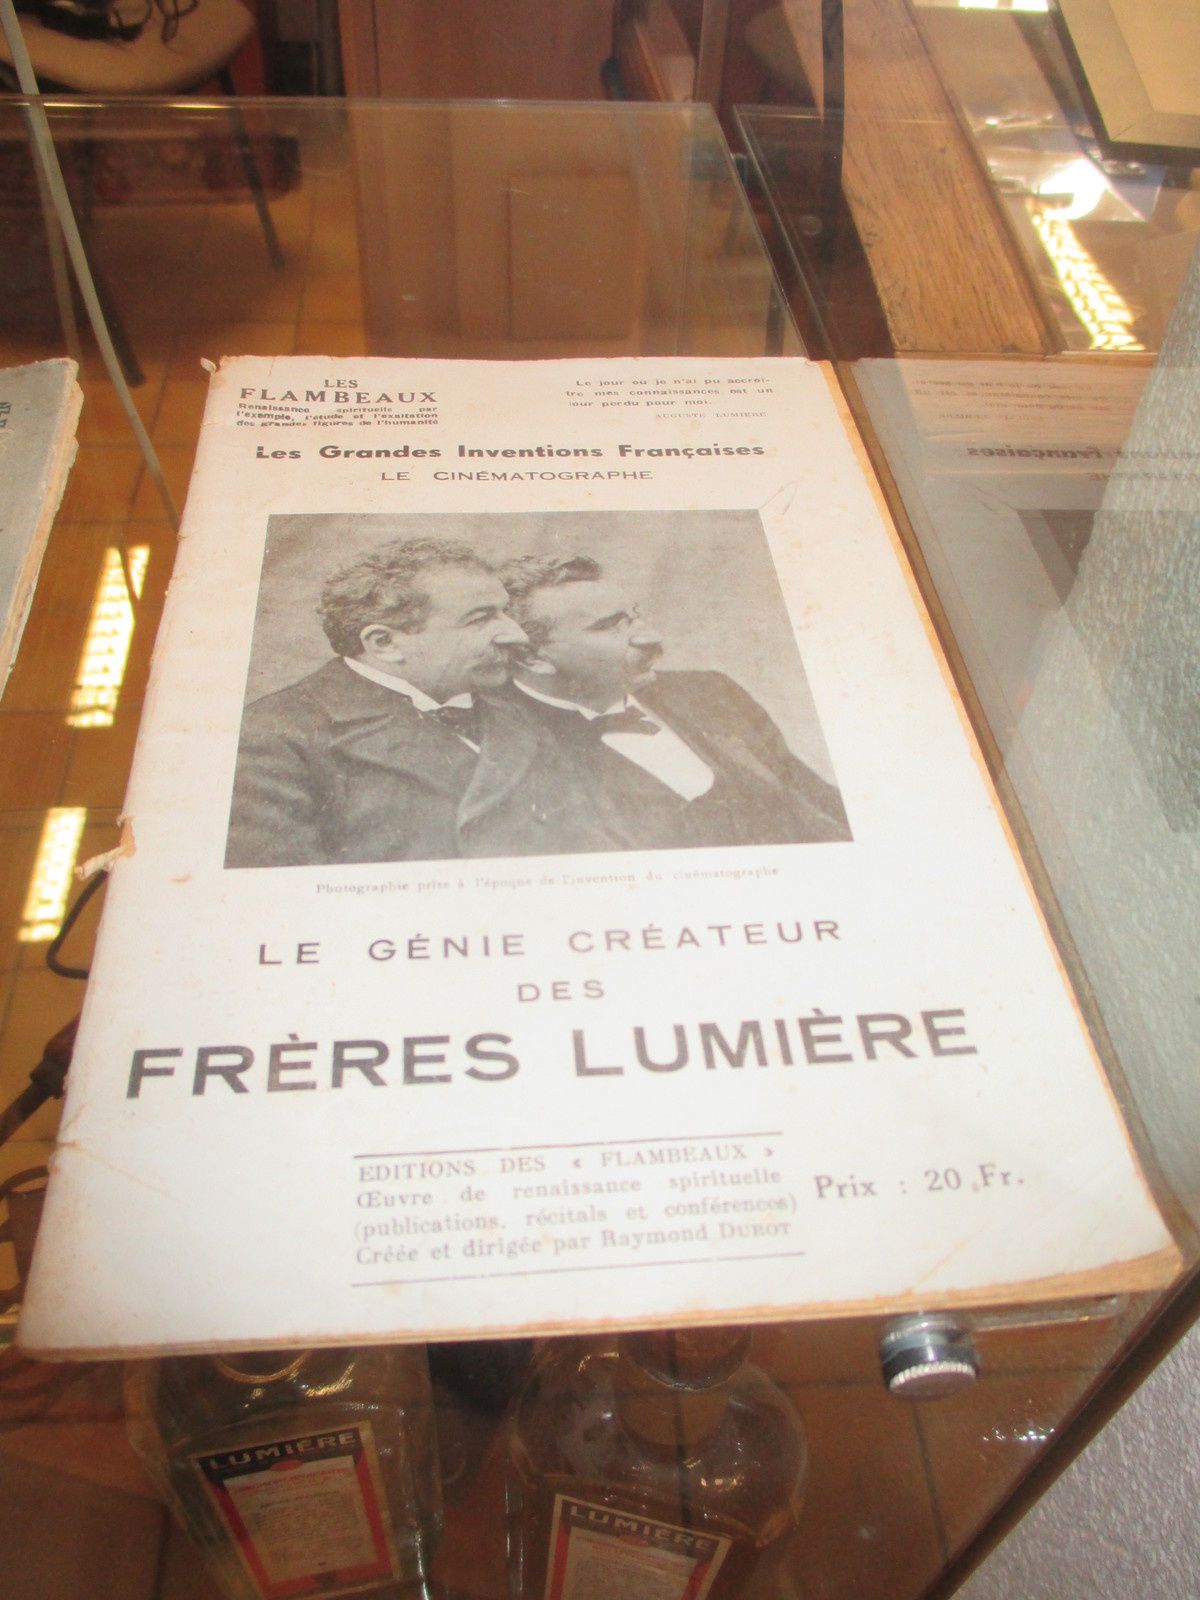 LES
FLAMBEAUX
Renaissance spirituelle par
l'exemple, l'étude et l'exaltation
des grandes figures de l'humanité
Le jour où je n'ai pu accroî-
tre mes connaissances est un
jour perdu pour moi.
AUGUSTE LUMIERE
Les Grandes Inventions Françaises
LE CINÉMATOGRAPHE
Photographie prise à l'époque de l'invention du cinématographe
LE GÉNIE CRÉATEUR
DES
FRÈRES LUMIÈRE
EDITIONS DES « FLAMBEAUX »
Œuvre de renaissance spirituelle
(publications, récitals et conférences)
Créée et dirigée par Raymond DUROT
Prix : 20 Fr.
LUMIÈRE
LUMIÈRE